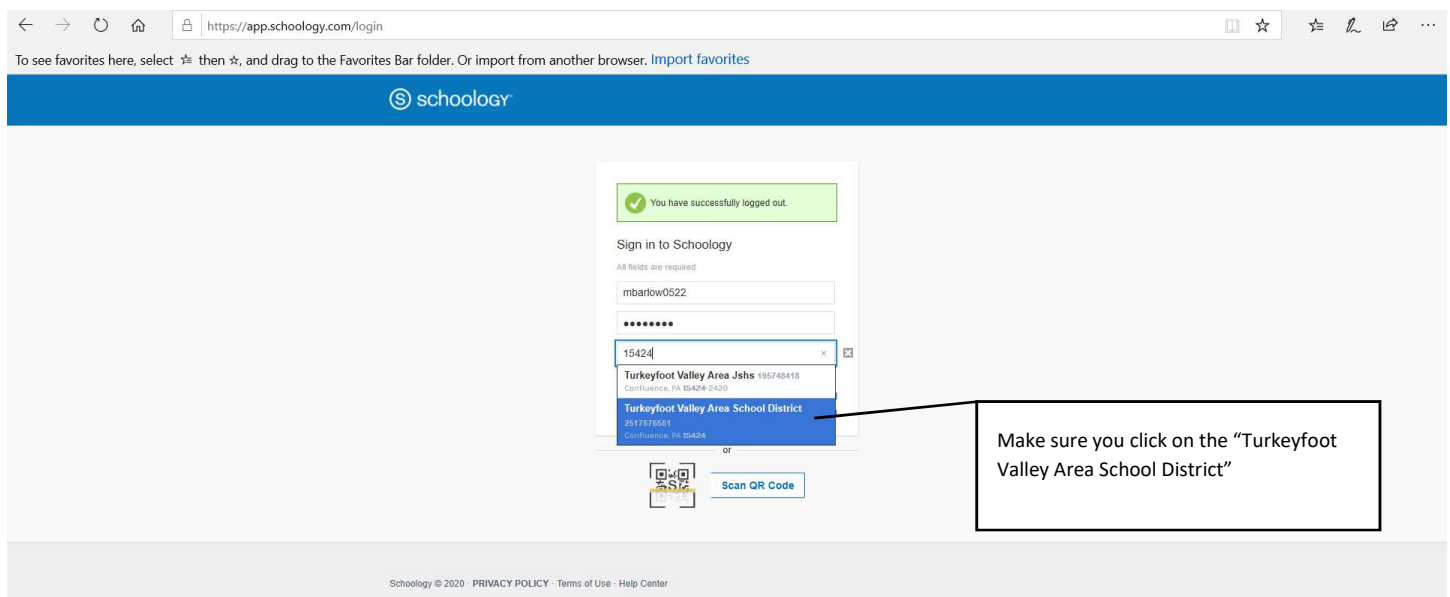 https://app.schoology.com/login
To see favorites here, select then ☆, and drag to the Favorites Bar folder. Or import from another browser. Import favorites
schoology
You have successfully logged out.
Sign in to Schoology
All fields are required
mbarlow0522
••••••••
15424
Turkeyfoot Valley Area Jshs 195748418
Confluence, PA 15424-2420
Turkeyfoot Valley Area School District
2517576561
Confluence, PA 15424
or
Scan QR Code
Make sure you click on the “Turkeyfoot
Valley Area School District”
Schoology © 2020 · PRIVACY POLICY · Terms of Use · Help Center